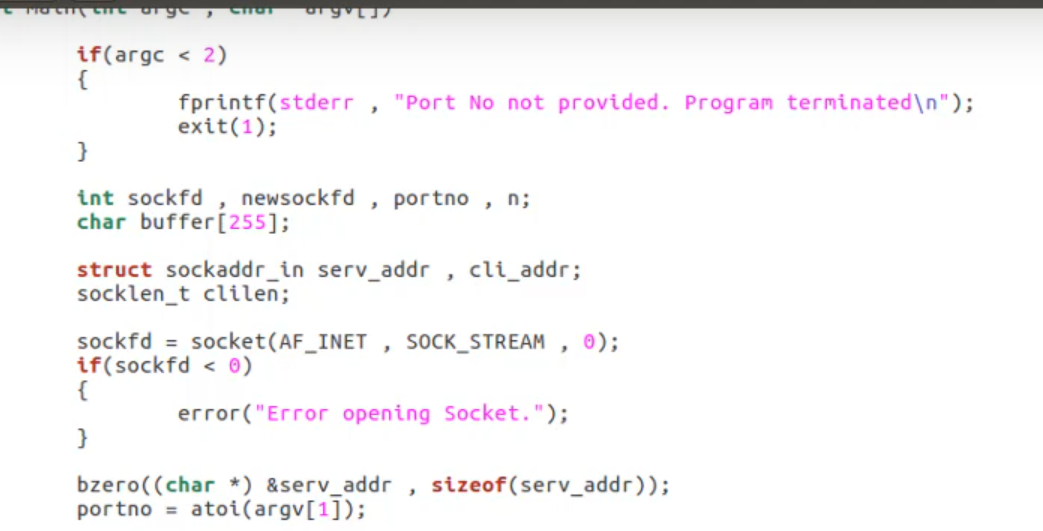 if(argc < 2)
{
fprintf(stderr , "Port No not provided. Program terminated\n");
exit(1);
}
int sockfd , newsockfd , portno , n;
char buffer[255];
struct sockaddr_in serv_addr , cli_addr;
socklen_t clilen;
sockfd = socket(AF_INET , SOCK_STREAM , 0);
if(sockfd < 0)
{
error("Error opening Socket.");
}
bzero((char *) &serv_addr , sizeof(serv_addr));
portno = atoi(argv[1]);